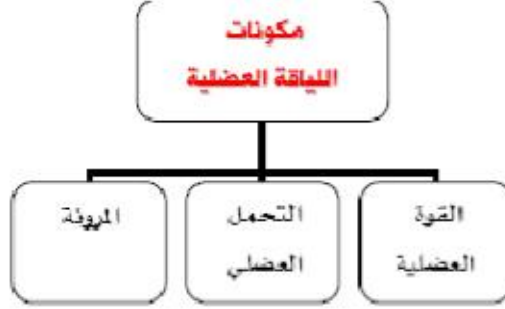 مكونات
اللياقة العضلية
القوة
العضلية
التحمل
العضلي
المرونة